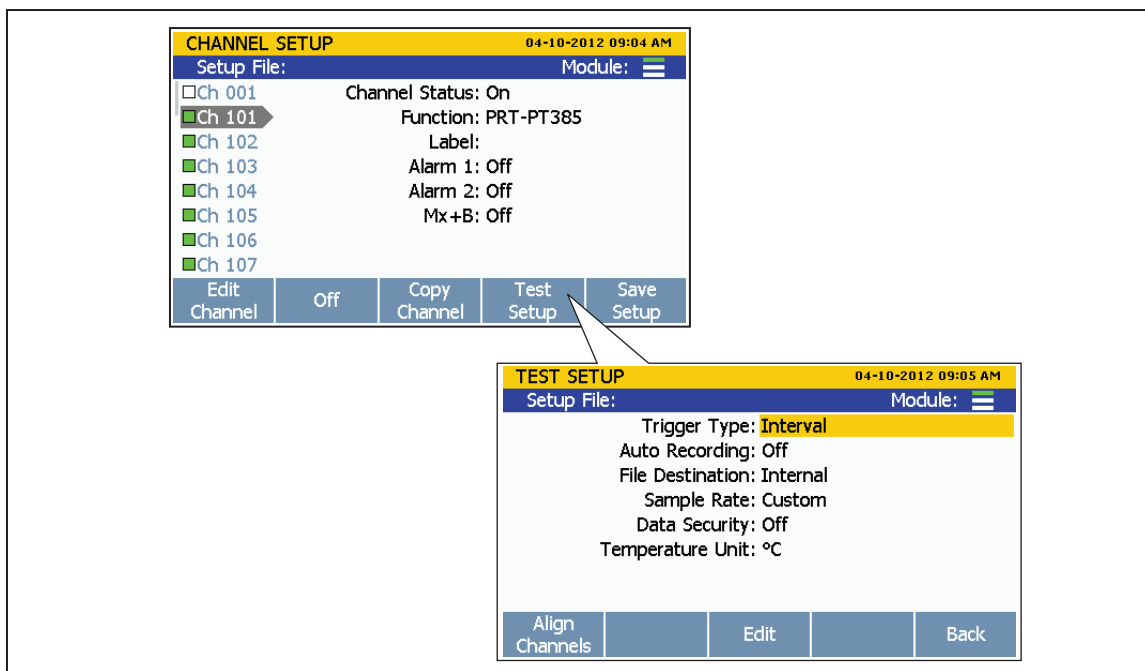 CHANNEL SETUP 04-10-2012 09:04 AM
Setup File: Module:
Ch 001 Channel Status: On
Ch 101 Function: PRT-PT385
Ch 102 Label:
Ch 103 Alarm 1: Off
Ch 104 Alarm 2: Off
Ch 105 Mx+B: Off
Ch 106
Ch 107
Edit Channel Off Copy Channel Test Setup Save Setup
TEST SETUP 04-10-2012 09:05 AM
Setup File: Module:
Trigger Type: Interval
Auto Recording: Off
File Destination: Internal
Sample Rate: Custom
Data Security: Off
Temperature Unit: °C
Align Channels Edit Back